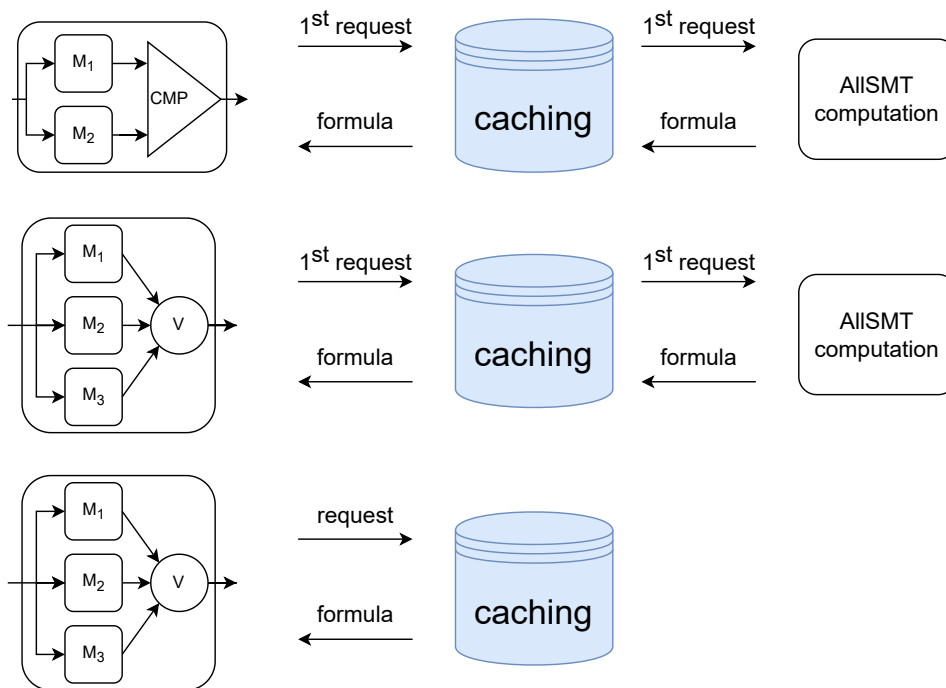 M1
M2
CMP
1st request
formula
caching
1st request
formula
AllSMT
computation
M1
M2
M3
V
1st request
formula
caching
1st request
formula
AllSMT
computation
M1
M2
M3
V
request
formula
caching